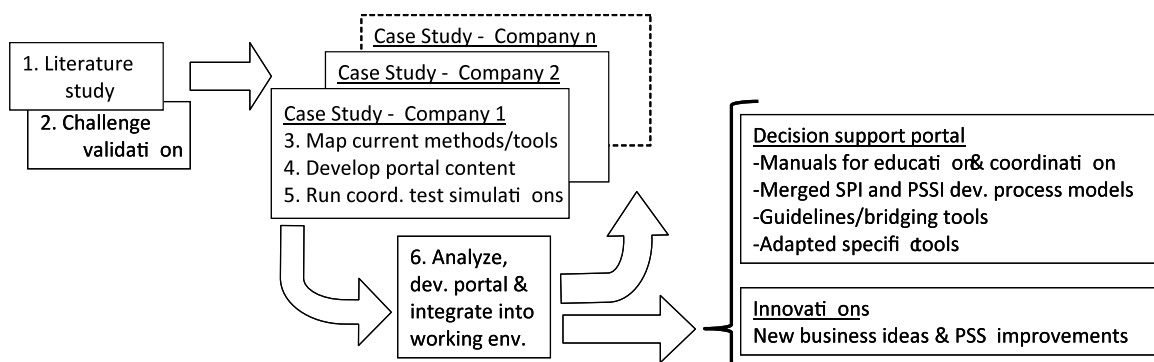 1. Literature
study
2. Challenge
validati on
Case Study - Company n
Case Study - Company 2
Case Study - Company 1
3. Map current methods/tools
4. Develop portal content
5. Run coord. test simulati ons
6. Analyze,
dev. portal &
integrate into
working env.
Decision support portal
-Manuals for educati on & coordinati on
-Merged SPI and PSSI dev. process models
-Guidelines/bridging tools
-Adapted specifi c tools
Innovati ons
New business ideas & PSS improvements